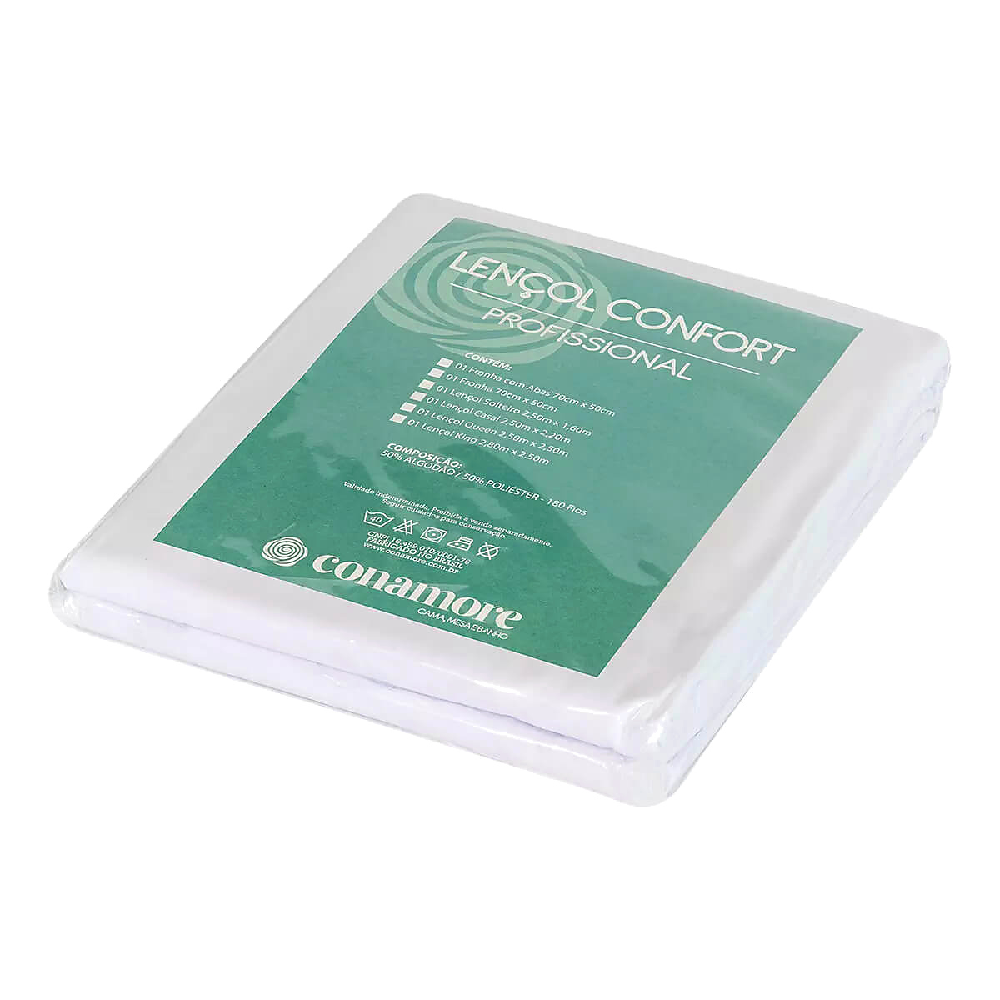 LENÇOL CONFORT
PROFISSIONAL
CONTÉM:
01 Fronha com Abas 70cm x 50cm
01 Fronha 70cm x 50cm
01 Lençol Solteiro 2,50m x 1,60m
01 Lençol Casal 2,50m x 2,20m
01 Lençol Queen 2,50m x 2,50m
01 Lençol King 2,80m x 2,50m
COMPOSIÇÃO:
50% ALGODÃO / 50% POLIÉSTER - 180 Fios
Validade indeterminada. Proibida a venda separadamente.
Seguir cuidados para conservação.
40
CNPJ 16.499.070/0001-76
FABRICADO NO BRASIL
www.conamore.com.br
conamore
CAMA, MESA E BANHO